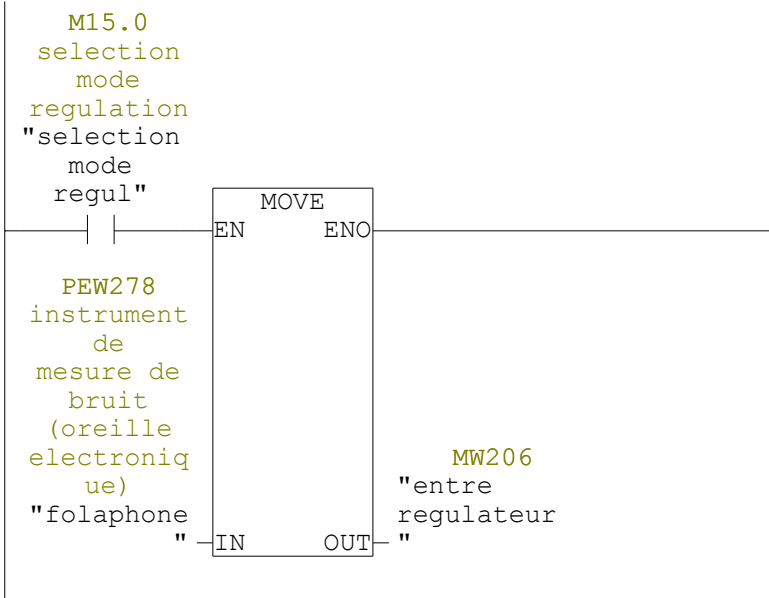 M15.0
selection
mode
regulation
"selection
mode
regul"
MOVE
EN ENO
PEW278
instrument
de
mesure de
bruit
(oreille
electroniq
ue)
"folaphone
"
IN OUT
MW206
"entre
regulateur
"